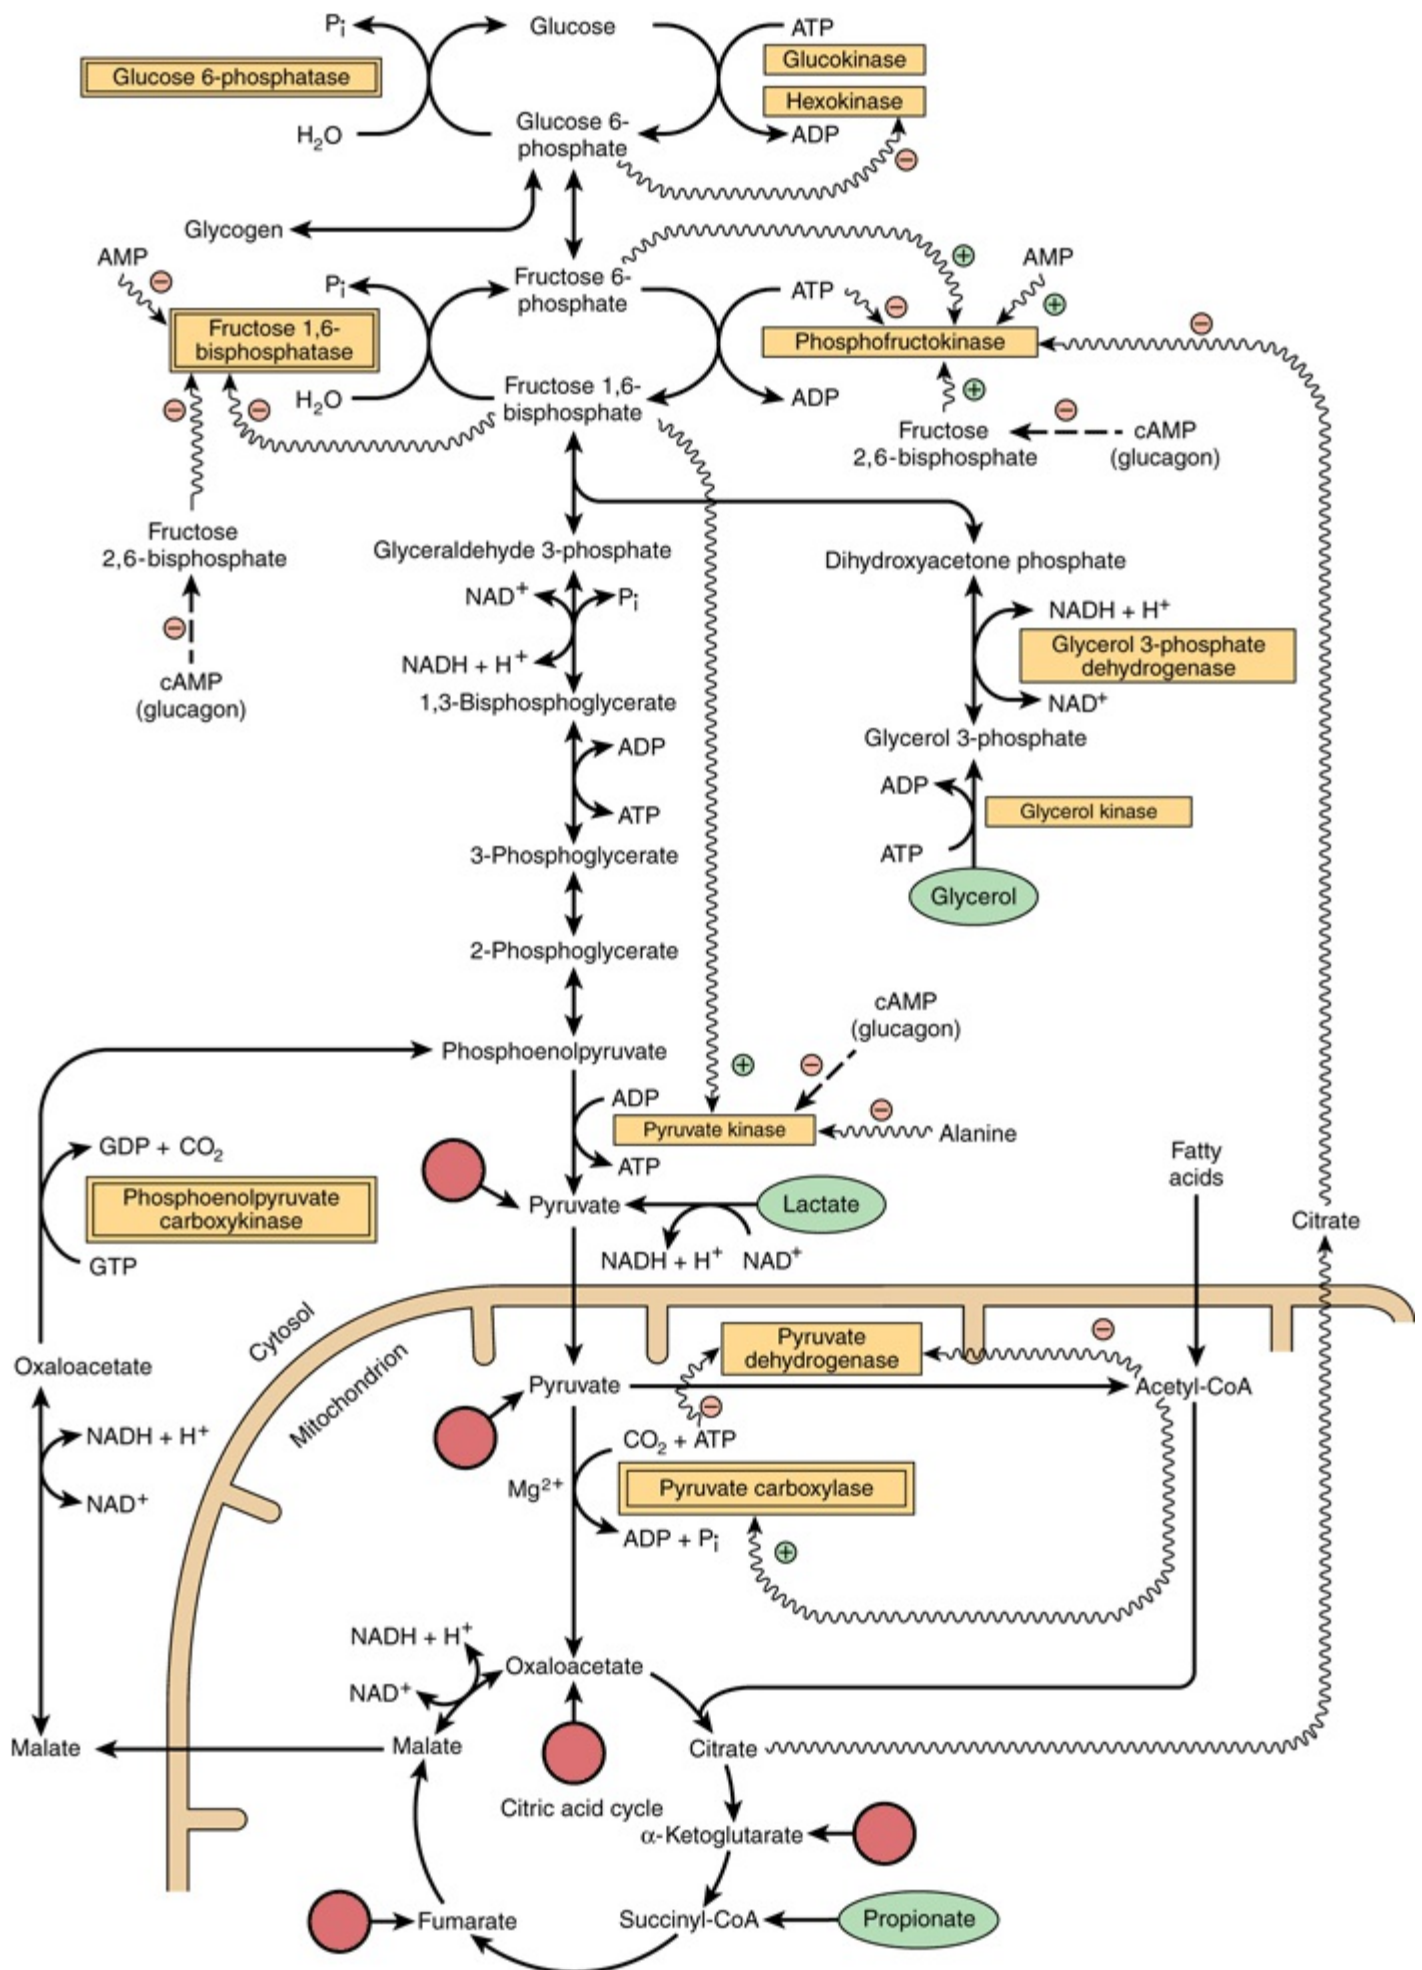 Pi
Glucose
ATP
Glucose 6-phosphatase
Glucokinase
Hexokinase
H2O
Glucose 6-
phosphate
ADP
−
Glycogen
AMP
−
Pi
Fructose 6-
phosphate
ATP
−
+
AMP
+
−
Fructose 1,6-
bisphosphatase
Phosphofructokinase
−
−
H2O
Fructose 1,6-
bisphosphate
ADP
+
−
Fructose
2,6-bisphosphate
cAMP
(glucagon)
Fructose
2,6-bisphosphate
Glyceraldehyde 3-phosphate
Dihydroxyacetone phosphate
NAD+
Pi
NADH + H+
−
NADH + H+
Glycerol 3-phosphate
dehydrogenase
cAMP
(glucagon)
1,3-Bisphosphoglycerate
NAD+
ADP
Glycerol 3-phosphate
ADP
ATP
Glycerol kinase
3-Phosphoglycerate
ATP
Glycerol
2-Phosphoglycerate
cAMP
(glucagon)
Phosphoenolpyruvate
+
−
ADP
−
Pyruvate kinase
Alanine
GDP + CO2
ATP
Fatty
acids
Phosphoenolpyruvate
carboxykinase
Pyruvate
Lactate
Citrate
GTP
NADH + H+
NAD+
Cytosol
Mitochondrion
Pyruvate
dehydrogenase
−
Oxaloacetate
Pyruvate
Acetyl-CoA
−
NADH + H+
CO2 + ATP
Mg2+
Pyruvate carboxylase
NAD+
ADP + Pi
+
NADH + H+
Oxaloacetate
NAD+
Malate
Malate
Citrate
Citric acid cycle
α-Ketoglutarate
Fumarate
Succinyl-CoA
Propionate